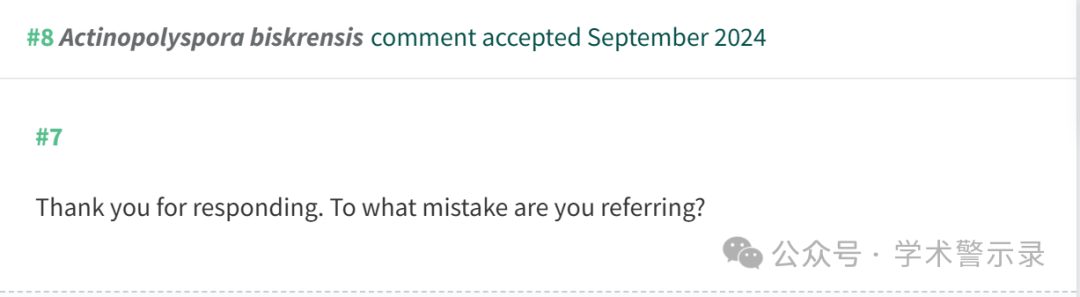 #8 Actinopolyspora biskrensis comment accepted September 2024
#7
Thank you for responding. To what mistake are you referring?
公众号 · 学术警示录